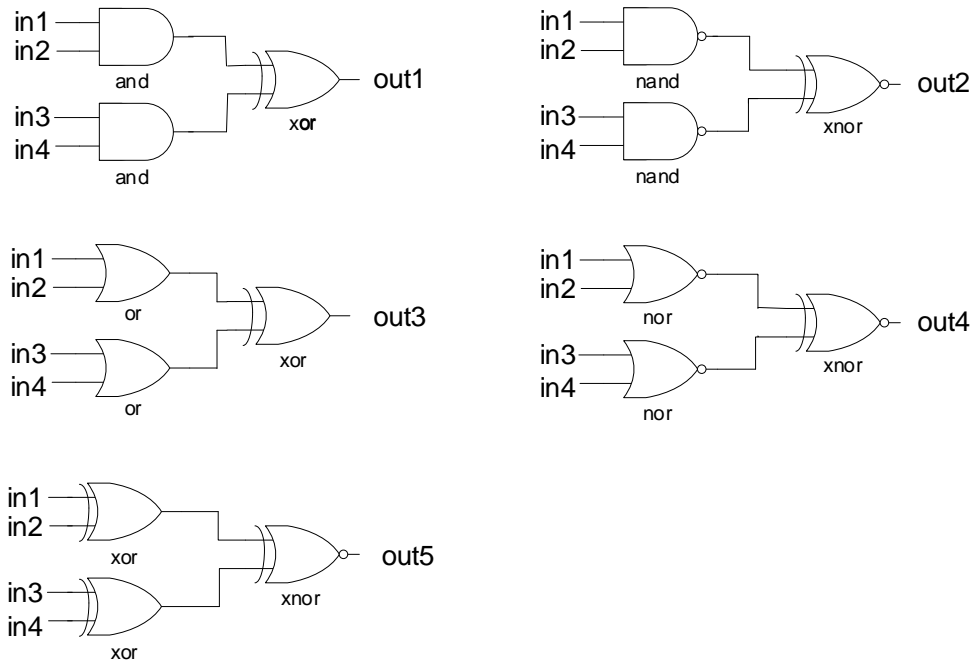 in1
in2
and
in3
in4
and
xor
out1
in1
in2
nand
in3
in4
nand
xnor
out2
in1
in2
or
in3
in4
or
xor
out3
in1
in2
nor
in3
in4
nor
xnor
out4
in1
in2
xor
in3
in4
xor
xnor
out5